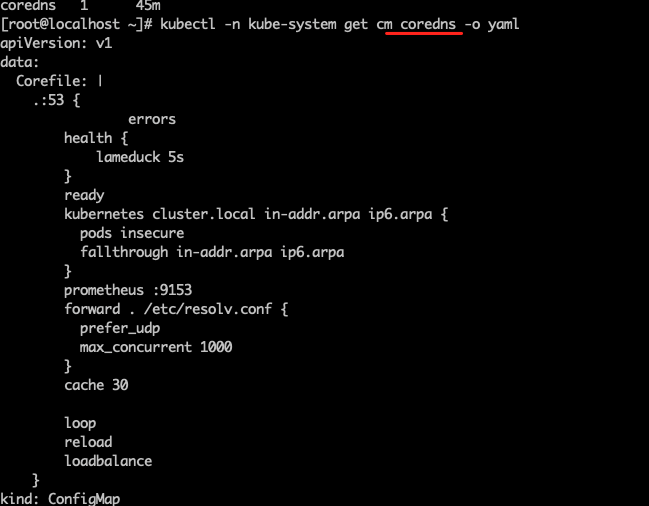 coredns   1      45m
[root@localhost ~]# kubectl -n kube-system get cm coredns -o yaml
apiVersion: v1
data:
  Corefile: |
    .:53 {
                errors
        health {
            lameduck 5s
        }
        ready
        kubernetes cluster.local in-addr.arpa ip6.arpa {
          pods insecure
          fallthrough in-addr.arpa ip6.arpa
        }
        prometheus :9153
        forward . /etc/resolv.conf {
          prefer_udp
          max_concurrent 1000
        }
        cache 30

        loop
        reload
        loadbalance
    }
kind: ConfigMap